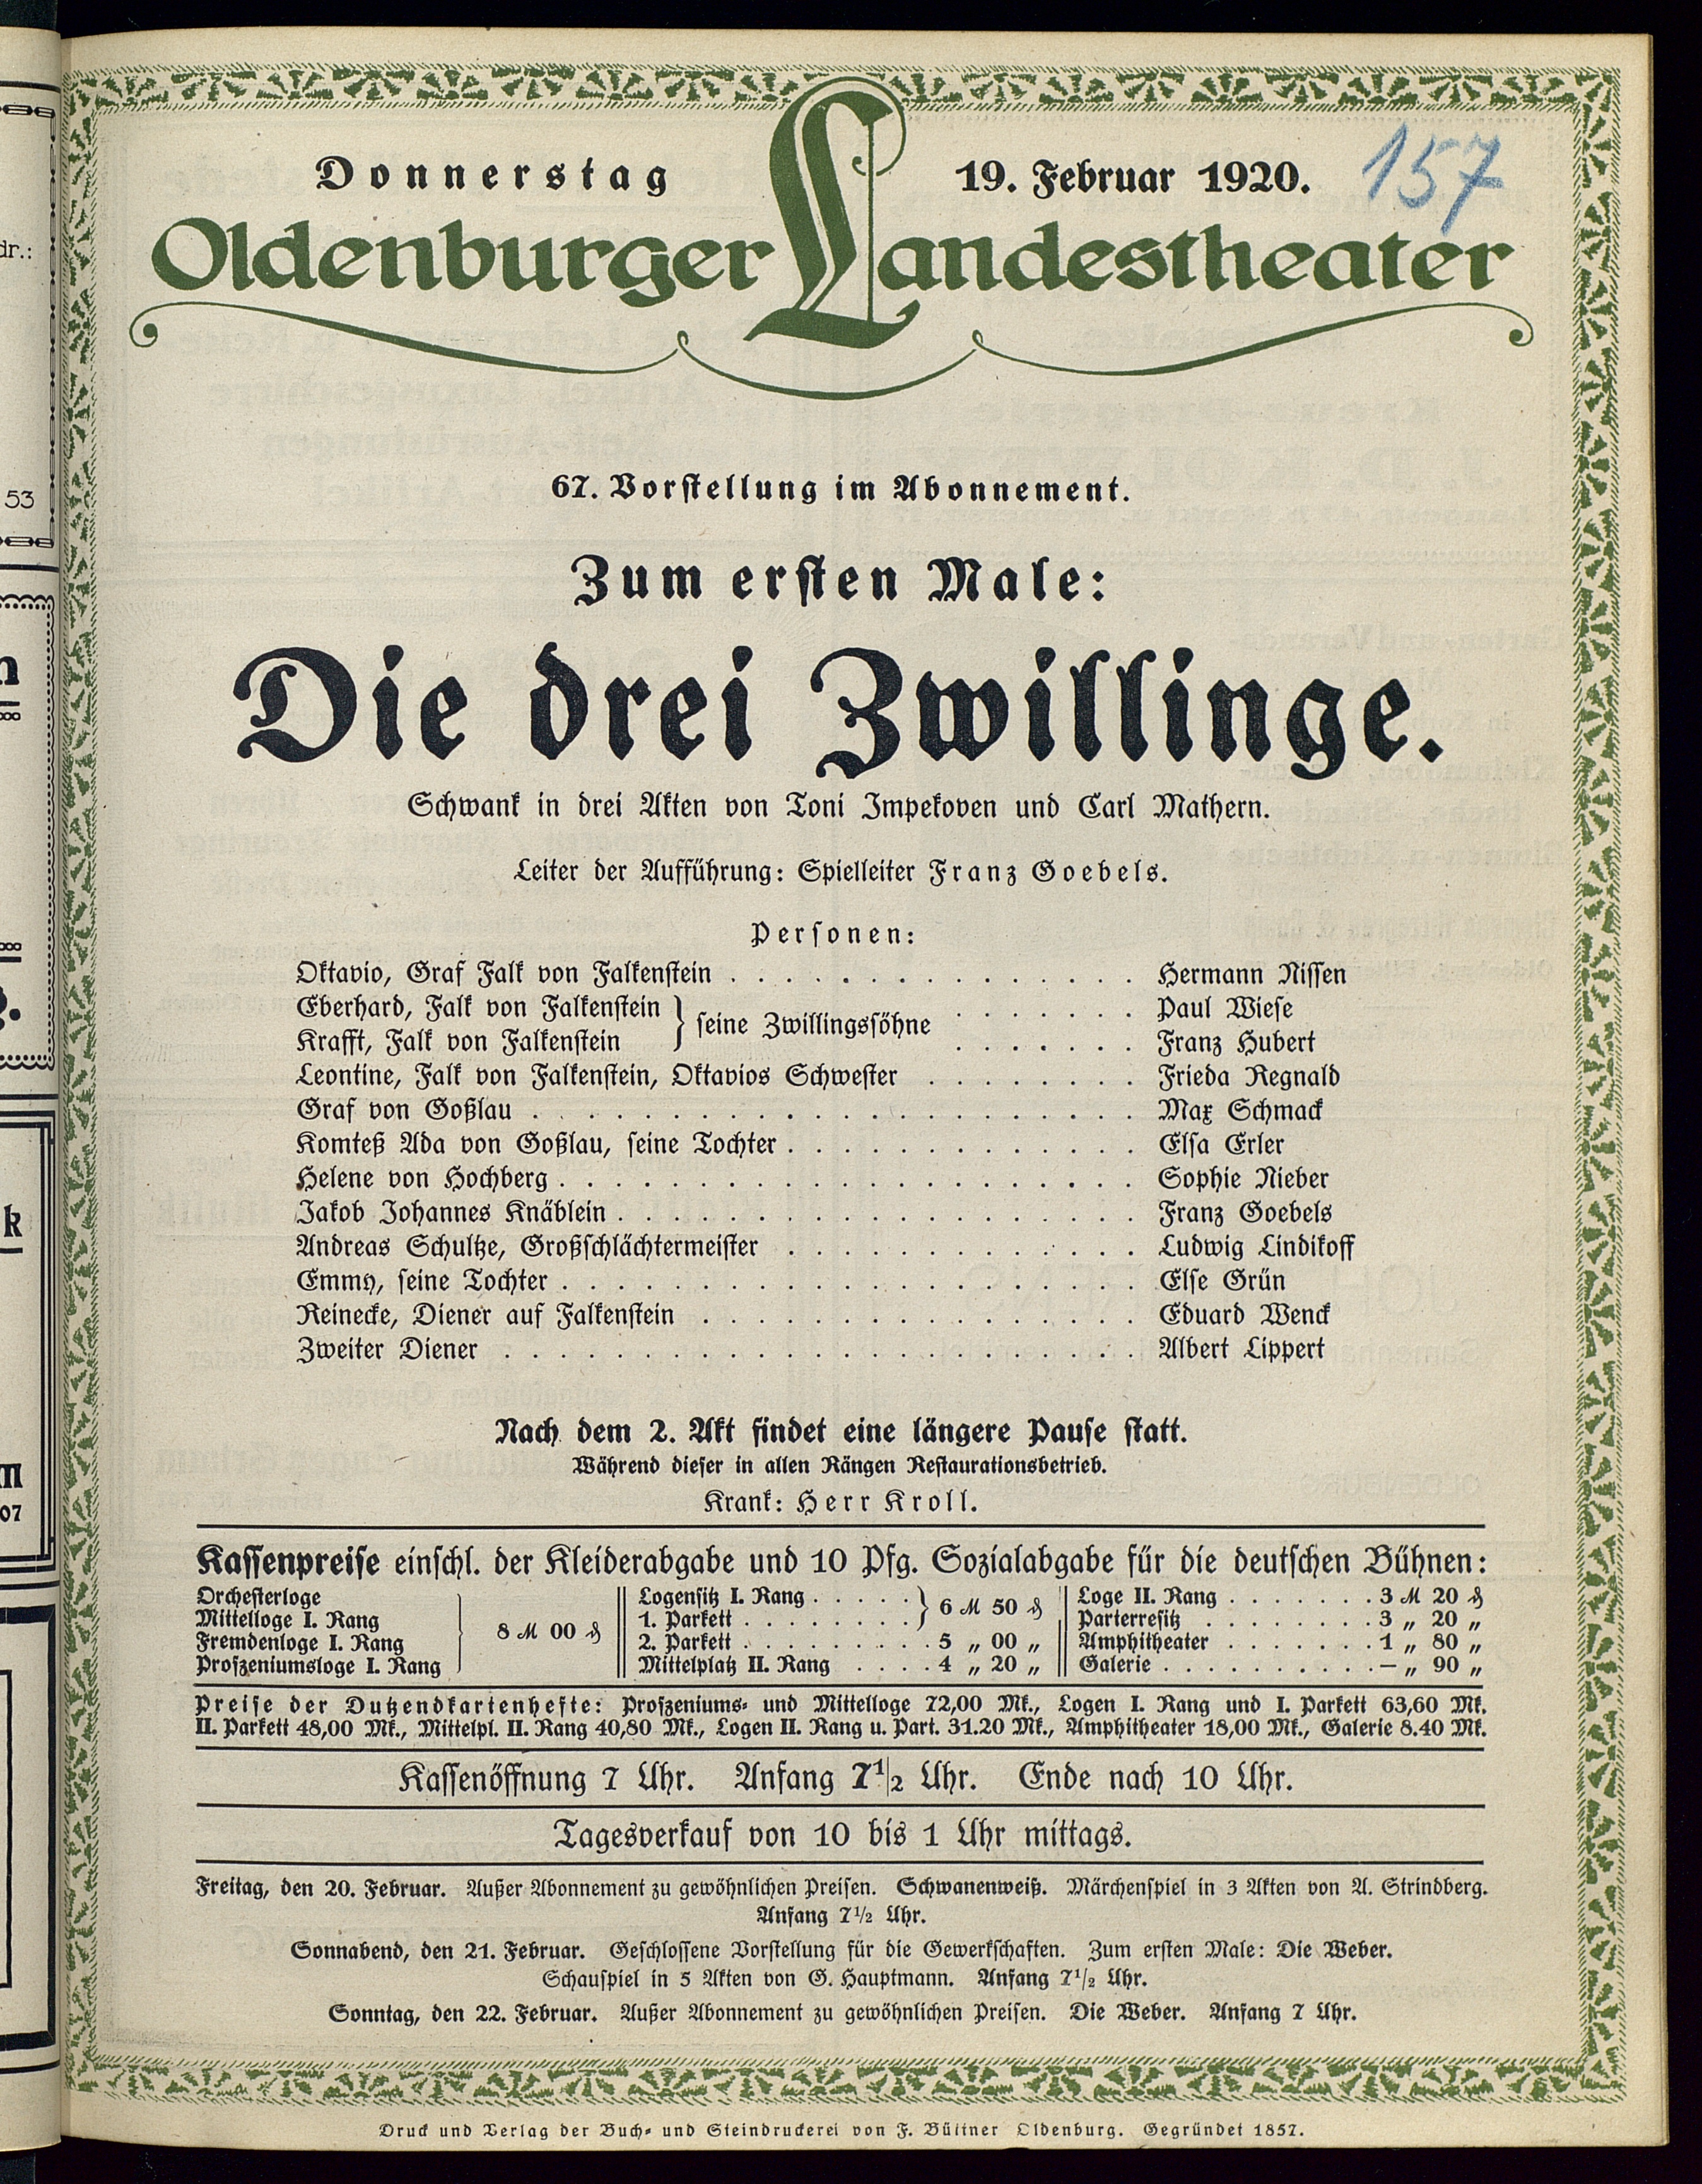 Donnerstag 19. Februar 1920. 157
Oldenburger Landestheater
67. Vorstellung im Abonnement.
Zum ersten Male:
Die drei Zwillinge.
Schwank in drei Akten von Toni Impekoven und Carl Mathern.
Leiter der Aufführung: Spielleiter Franz Goebels.
Personen:
Oktavio, Graf Falk von Falkenstein . . . . . . . . . . . . . . . Hermann Nissen
Eberhard, Falk von Falkenstein } seine Zwillingssöhne . . . . . . . Paul Wiese
Krafft, Falk von Falkenstein . . . . . . . Franz Hubert
Leontine, Falk von Falkenstein, Oktavios Schwester . . . . . . . . Frieda Regnald
Graf von Goßlau . . . . . . . . . . . . . . . . . . . . . . Max Schmack
Komteß Ada von Goßlau, seine Tochter . . . . . . . . . . . . . Elsa Erler
Helene von Hochberg . . . . . . . . . . . . . . . . . . . . . Sophie Nieber
Jakob Johannes Knäblein . . . . . . . . . . . . . . . . . . . Franz Goebels
Andreas Schultze, Großschlächtermeister . . . . . . . . . . . . . Ludwig Lindikoff
Emmy, seine Tochter . . . . . . . . . . . . . . . . . . . . . Else Grün
Reinecke, Diener auf Falkenstein . . . . . . . . . . . . . . . . Eduard Wenck
Zweiter Diener . . . . . . . . . . . . . . . . . . . . . . . Albert Lippert
Nach dem 2. Akt findet eine längere Pause statt.
Während dieser in allen Rängen Restaurationsbetrieb.
Krank: Herr Kroll.
Kassenpreise einschl. der Kleiderabgabe und 10 Pfg. Sozialabgabe für die deutschen Bühnen:
Orchesterloge
Mittelloge I. Rang
Fremdenloge I. Rang
Proszeniumsloge I. Rang
} 8 ℳ 00 ₰
Logensitz I. Rang . . . . .
1. Parkett . . . . . . . .
} 6 ℳ 50 ₰
2. Parkett . . . . . . . . . . 5 „ 00 „
Mittelplatz II. Rang . . . . 4 „ 20 „
Loge II. Rang . . . . . . . 3 ℳ 20 ₰
Parterresitz . . . . . . . . 3 „ 20 „
Amphitheater . . . . . . . 1 „ 80 „
Galerie . . . . . . . . . . — „ 90 „
Preise der Dutzendkartenhefte: Proszeniums- und Mittelloge 72,00 Mk., Logen I. Rang und I. Parkett 63,60 Mk.
II. Parkett 48,00 Mk., Mittelpl. II. Rang 40,80 Mk., Logen II. Rang u. Part. 31.20 Mk., Amphitheater 18,00 Mk., Galerie 8.40 Mk.
Kassenöffnung 7 Uhr. Anfang 7 1/2 Uhr. Ende nach 10 Uhr.
Tagesverkauf von 10 bis 1 Uhr mittags.
Freitag, den 20. Februar. Außer Abonnement zu gewöhnlichen Preisen. Schwanenweiß. Märchenspiel in 3 Akten von A. Strindberg.
Anfang 7 1/2 Uhr.
Sonnabend, den 21. Februar. Geschlossene Vorstellung für die Gewerkschaften. Zum ersten Male: Die Weber.
Schauspiel in 5 Akten von G. Hauptmann. Anfang 7 1/2 Uhr.
Sonntag, den 22. Februar. Außer Abonnement zu gewöhnlichen Preisen. Die Weber. Anfang 7 Uhr.
Druck und Verlag der Buch- und Steindruckerei von F. Büttner Oldenburg. Gegründet 1857.
dr.:
53
n
k
m
07